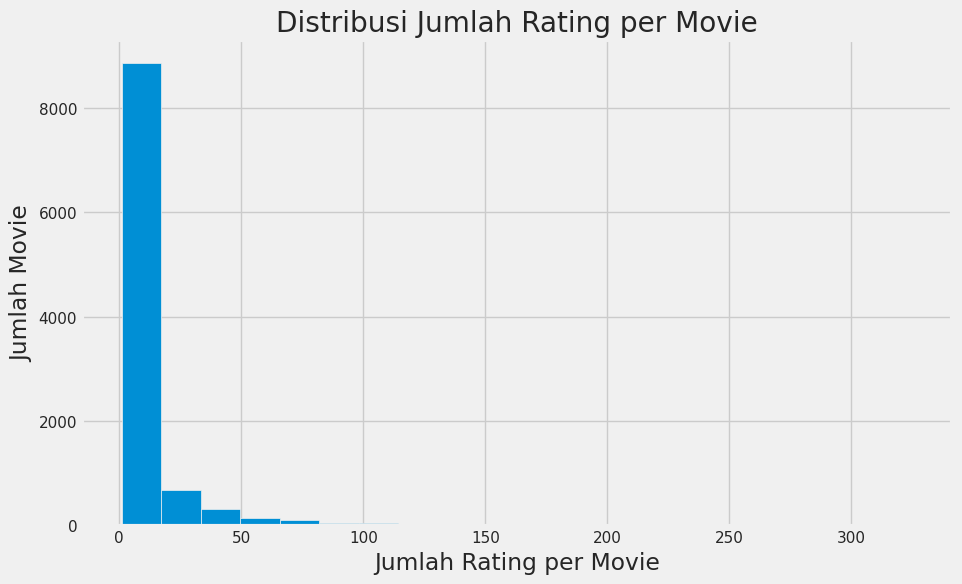 Distribusi Jumlah Rating per Movie
Jumlah Movie
8000
6000
4000
2000
0
0 50 100 150 200 250 300
Jumlah Rating per Movie